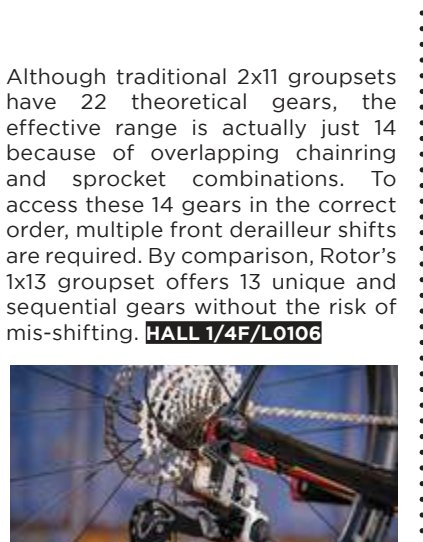 Although traditional 2x11 groupsets
have 22 theoretical gears, the
effective range is actually just 14
because of overlapping chainring
and sprocket combinations. To
access these 14 gears in the correct
order, multiple front derailleur shifts
are required. By comparison, Rotor’s
1x13 groupset offers 13 unique and
sequential gears without the risk of
mis-shifting. HALL 1/4F/L0106